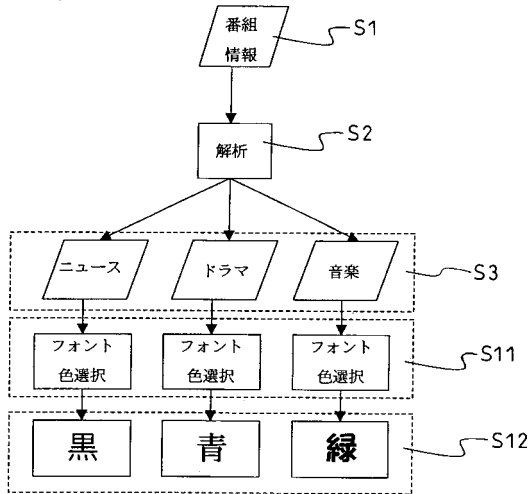 番組
情報
S1
解析
S2
ニュース
ドラマ
音楽
S3
フォント
色選択
フォント
色選択
フォント
色選択
S11
黒
青
緑
S12